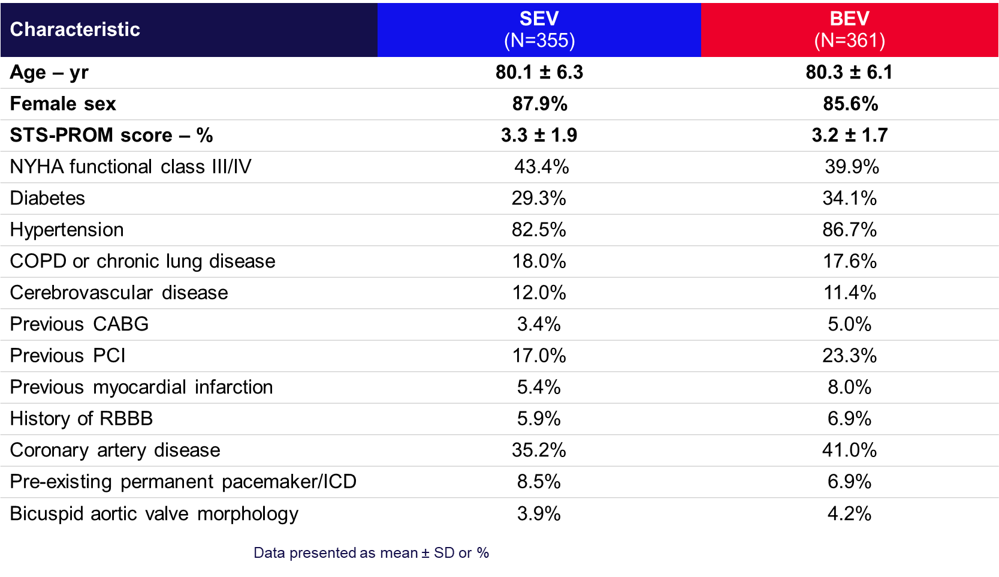 Characteristic SEV (N=355) BEV (N=361)
Age – yr 80.1 ± 6.3 80.3 ± 6.1
Female sex 87.9% 85.6%
STS-PROM score – % 3.3 ± 1.9 3.2 ± 1.7
NYHA functional class III/IV 43.4% 39.9%
Diabetes 29.3% 34.1%
Hypertension 82.5% 86.7%
COPD or chronic lung disease 18.0% 17.6%
Cerebrovascular disease 12.0% 11.4%
Previous CABG 3.4% 5.0%
Previous PCI 17.0% 23.3%
Previous myocardial infarction 5.4% 8.0%
History of RBBB 5.9% 6.9%
Coronary artery disease 35.2% 41.0%
Pre-existing permanent pacemaker/ICD 8.5% 6.9%
Bicuspid aortic valve morphology 3.9% 4.2%
Data presented as mean ± SD or %